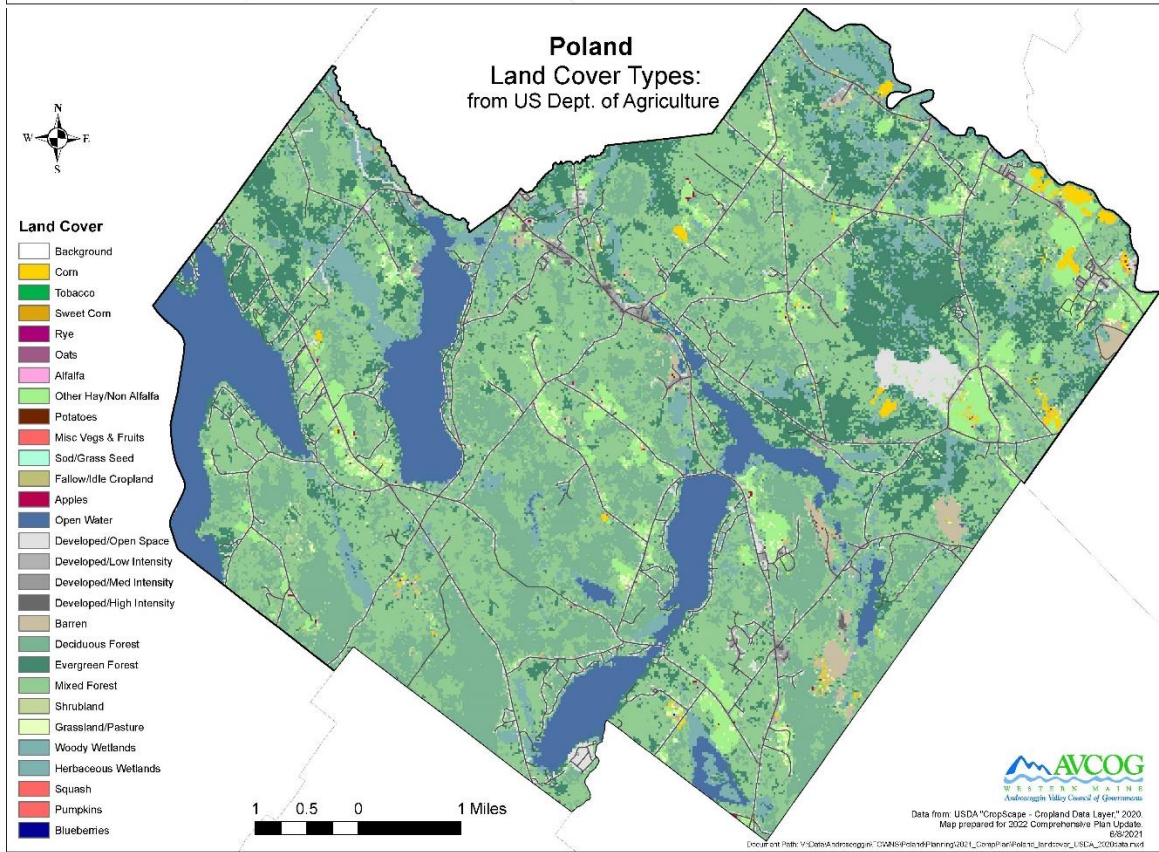 Poland
Land Cover Types:
from US Dept. of Agriculture
N
W E
S
Land Cover
Background
Corn
Tobacco
Sweet Corn
Rye
Oats
Alfalfa
Other Hay/Non Alfalfa
Potatoes
Misc Vegs & Fruits
Sod/Grass Seed
Fallow/Idle Cropland
Apples
Open Water
Developed/Open Space
Developed/Low Intensity
Developed/Med Intensity
Developed/High Intensity
Barren
Deciduous Forest
Evergreen Forest
Mixed Forest
Shrubland
Grassland/Pasture
Woody Wetlands
Herbaceous Wetlands
Squash
Pumpkins
Blueberries
1 0.5 0 1 Miles
AVCOG
WESTERN MAINE
Androscoggin Valley Council of Governments
Data from: USDA "CropScape - Cropland Data Layer," 2020.
Map prepared for 2022 Comprehensive Plan Update.
6/8/2021
Document Path: